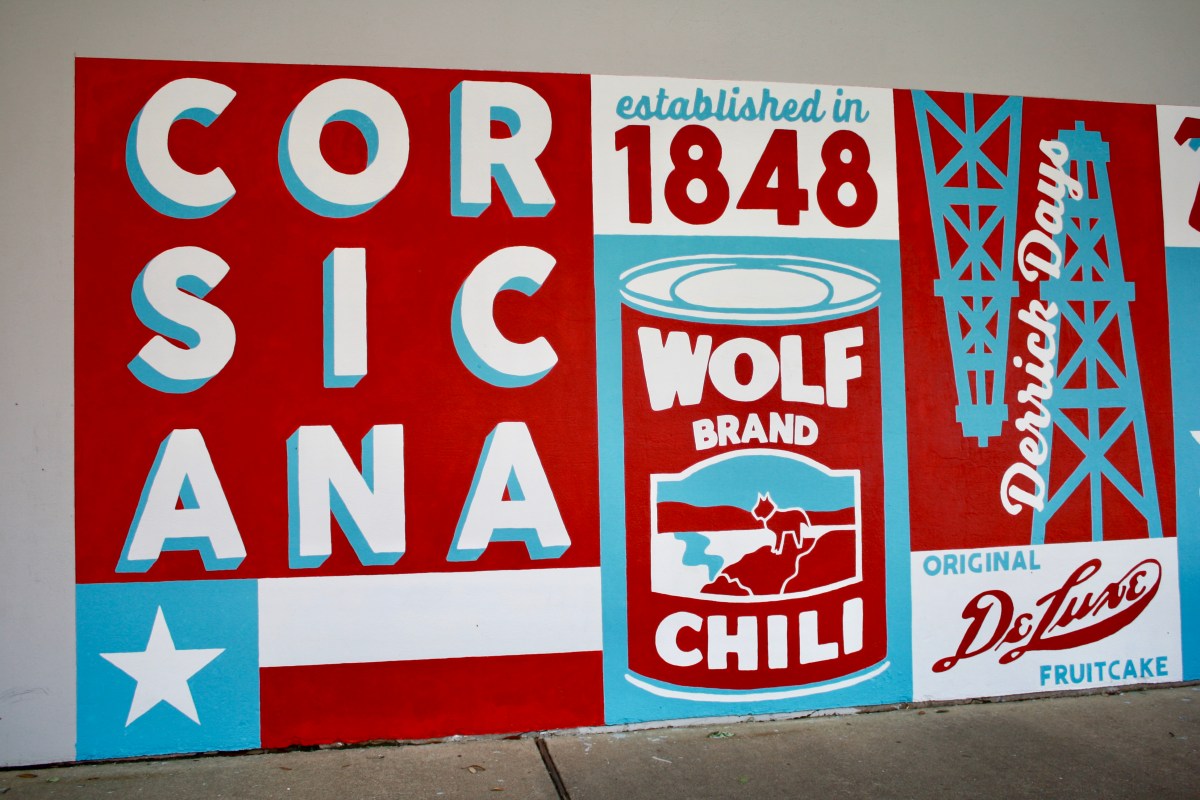 COR
SIC
ANA
established in
1848
WOLF
BRAND
CHILI
Derrick Days
ORIGINAL
DeLuxe
FRUITCAKE